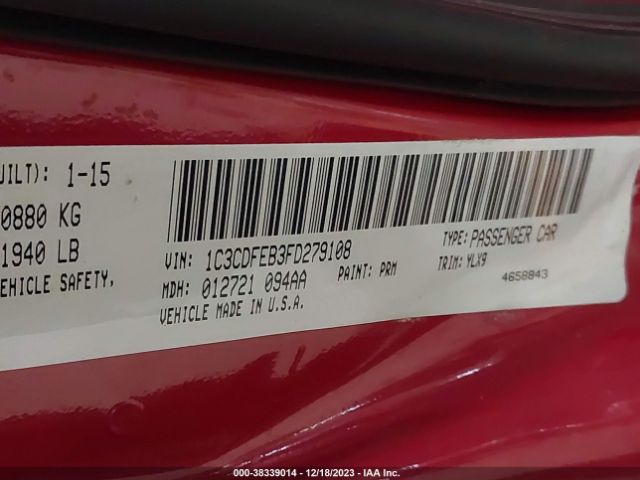 UILT): 1-15
0880 KG
1940 LB
EHICLE SAFETY,
VIN: 1C3CDFEB3FD279108
TYPE: PASSENGER CAR
MDH: 012721 094AA
PAINT: PRM
TRIM: YLX9
VEHICLE MADE IN U.S.A.
4658843
000-38339014 - 12/18/2023 - IAA Inc.